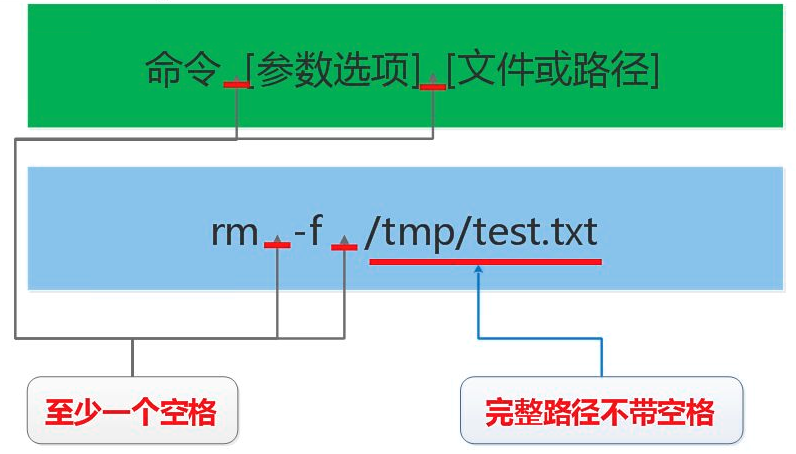 命令 [参数选项] [文件或路径]
rm -f /tmp/test.txt
至少一个空格
完整路径不带空格